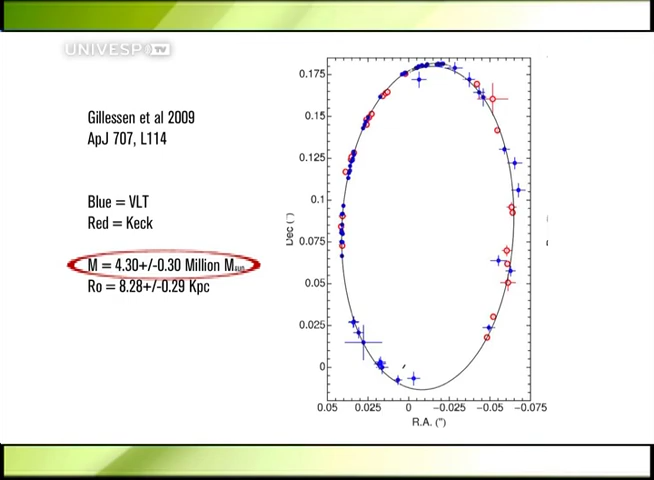 UNIVESP TV
Gillessen et al 2009
ApJ 707, L114
Blue = VLT
Red = Keck
M = 4.30+/-0.30 Million M
Ro = 8.28+/-0.29 Kpc
0.175
0.15
0.125
0.1
0.075
0.05
0.025
0
Dec (")
0.05
0.025
0
−0.025
−0.05
−0.075
R.A. (")